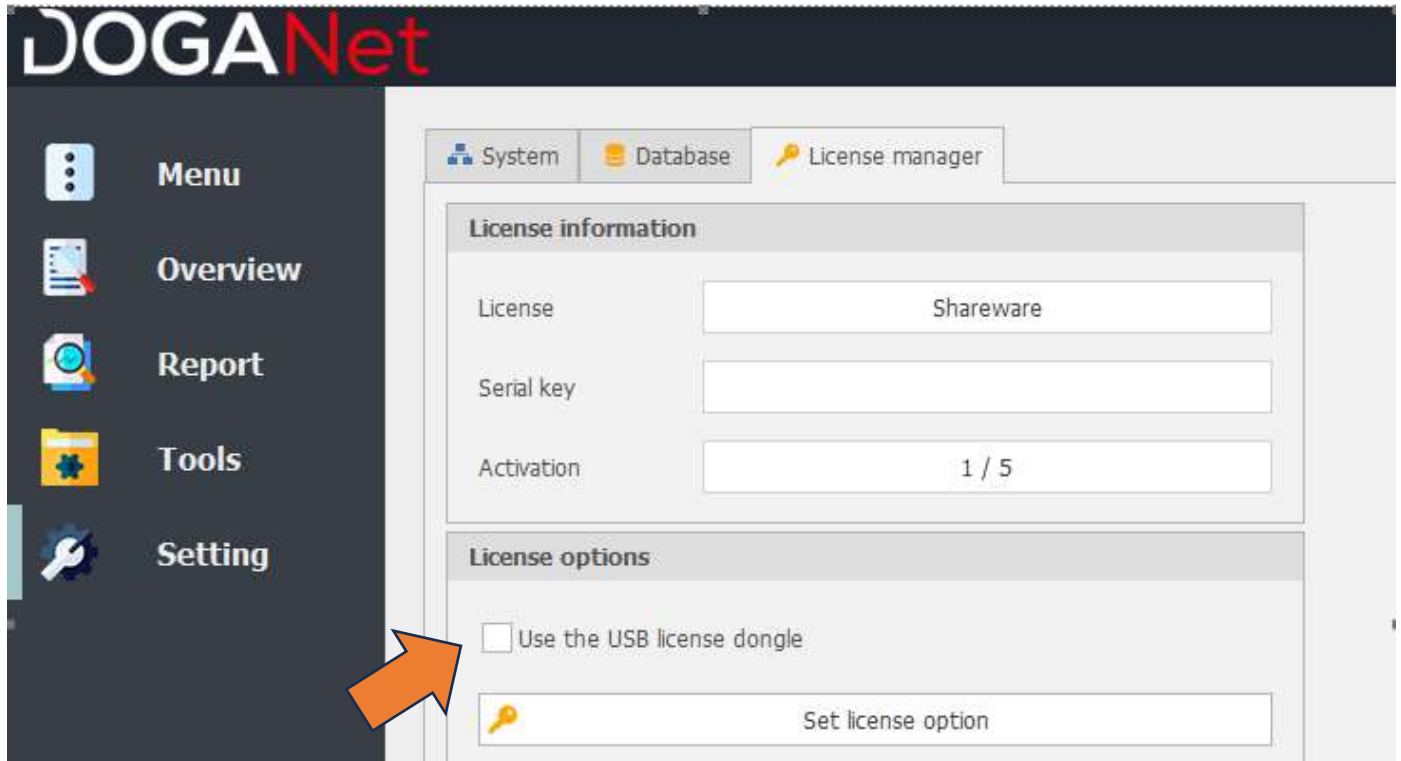 DOGANet
Menu
Overview
Report
Tools
Setting
System Database License manager
License information
License Shareware
Serial key
Activation 1 / 5
License options
Use the USB license dongle
Set license option